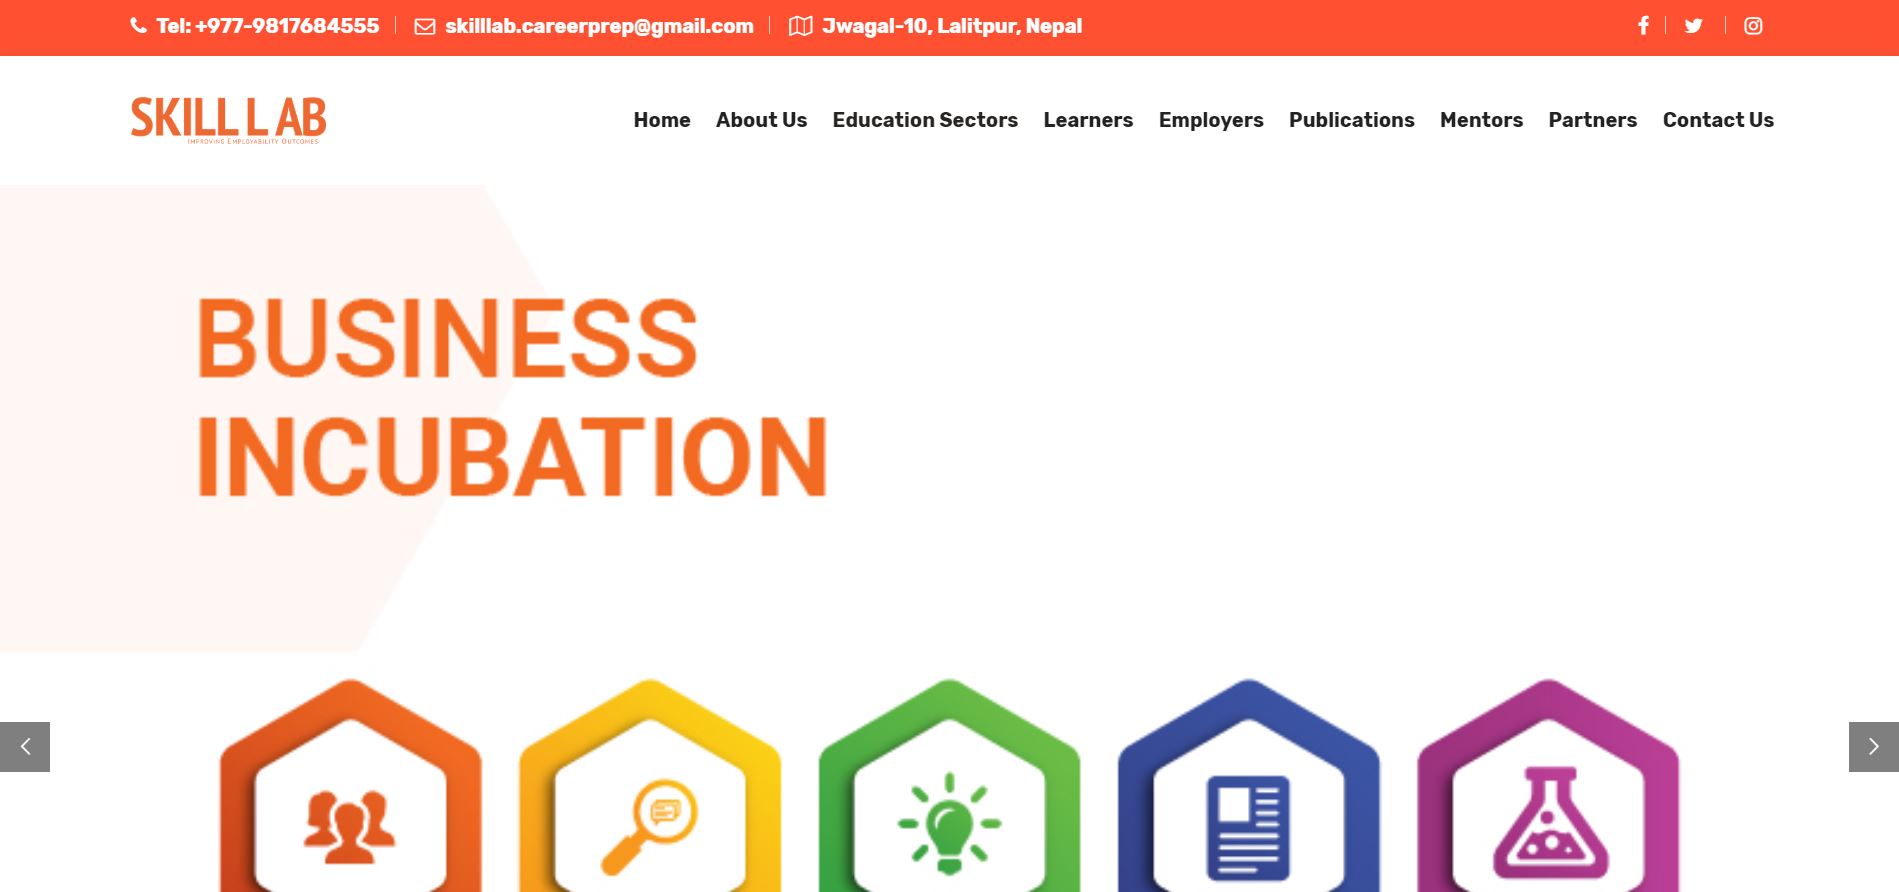 Tel: +977-9817684555
skilllab.careerprep@gmail.com
Jwagal-10, Lalitpur, Nepal
SKILL LAB
Improving Employability Outcomes
Home
About Us
Education Sectors
Learners
Employers
Publications
Mentors
Partners
Contact Us
BUSINESS
INCUBATION